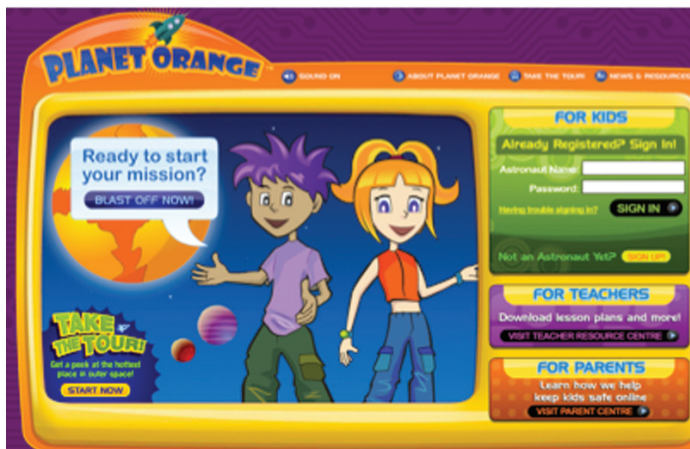 PLANET ORANGE
SOUND ON
ABOUT PLANET ORANGE
TAKE THE TOUR!
NEWS & RESOURCES
Ready to start
your mission?
BLAST OFF NOW!
TAKE
THE TOUR!
Get a peek at the hottest
place in outer space!
START NOW
FOR KIDS
Already Registered? Sign In!
Astronaut Name:
Password:
Having trouble signing in?
SIGN IN
Not an Astronaut Yet?
SIGN UP!
FOR TEACHERS
Download lesson plans and more!
VISIT TEACHER RESOURCE CENTRE
FOR PARENTS
Learn how we help
keep kids safe online
VISIT PARENT CENTRE